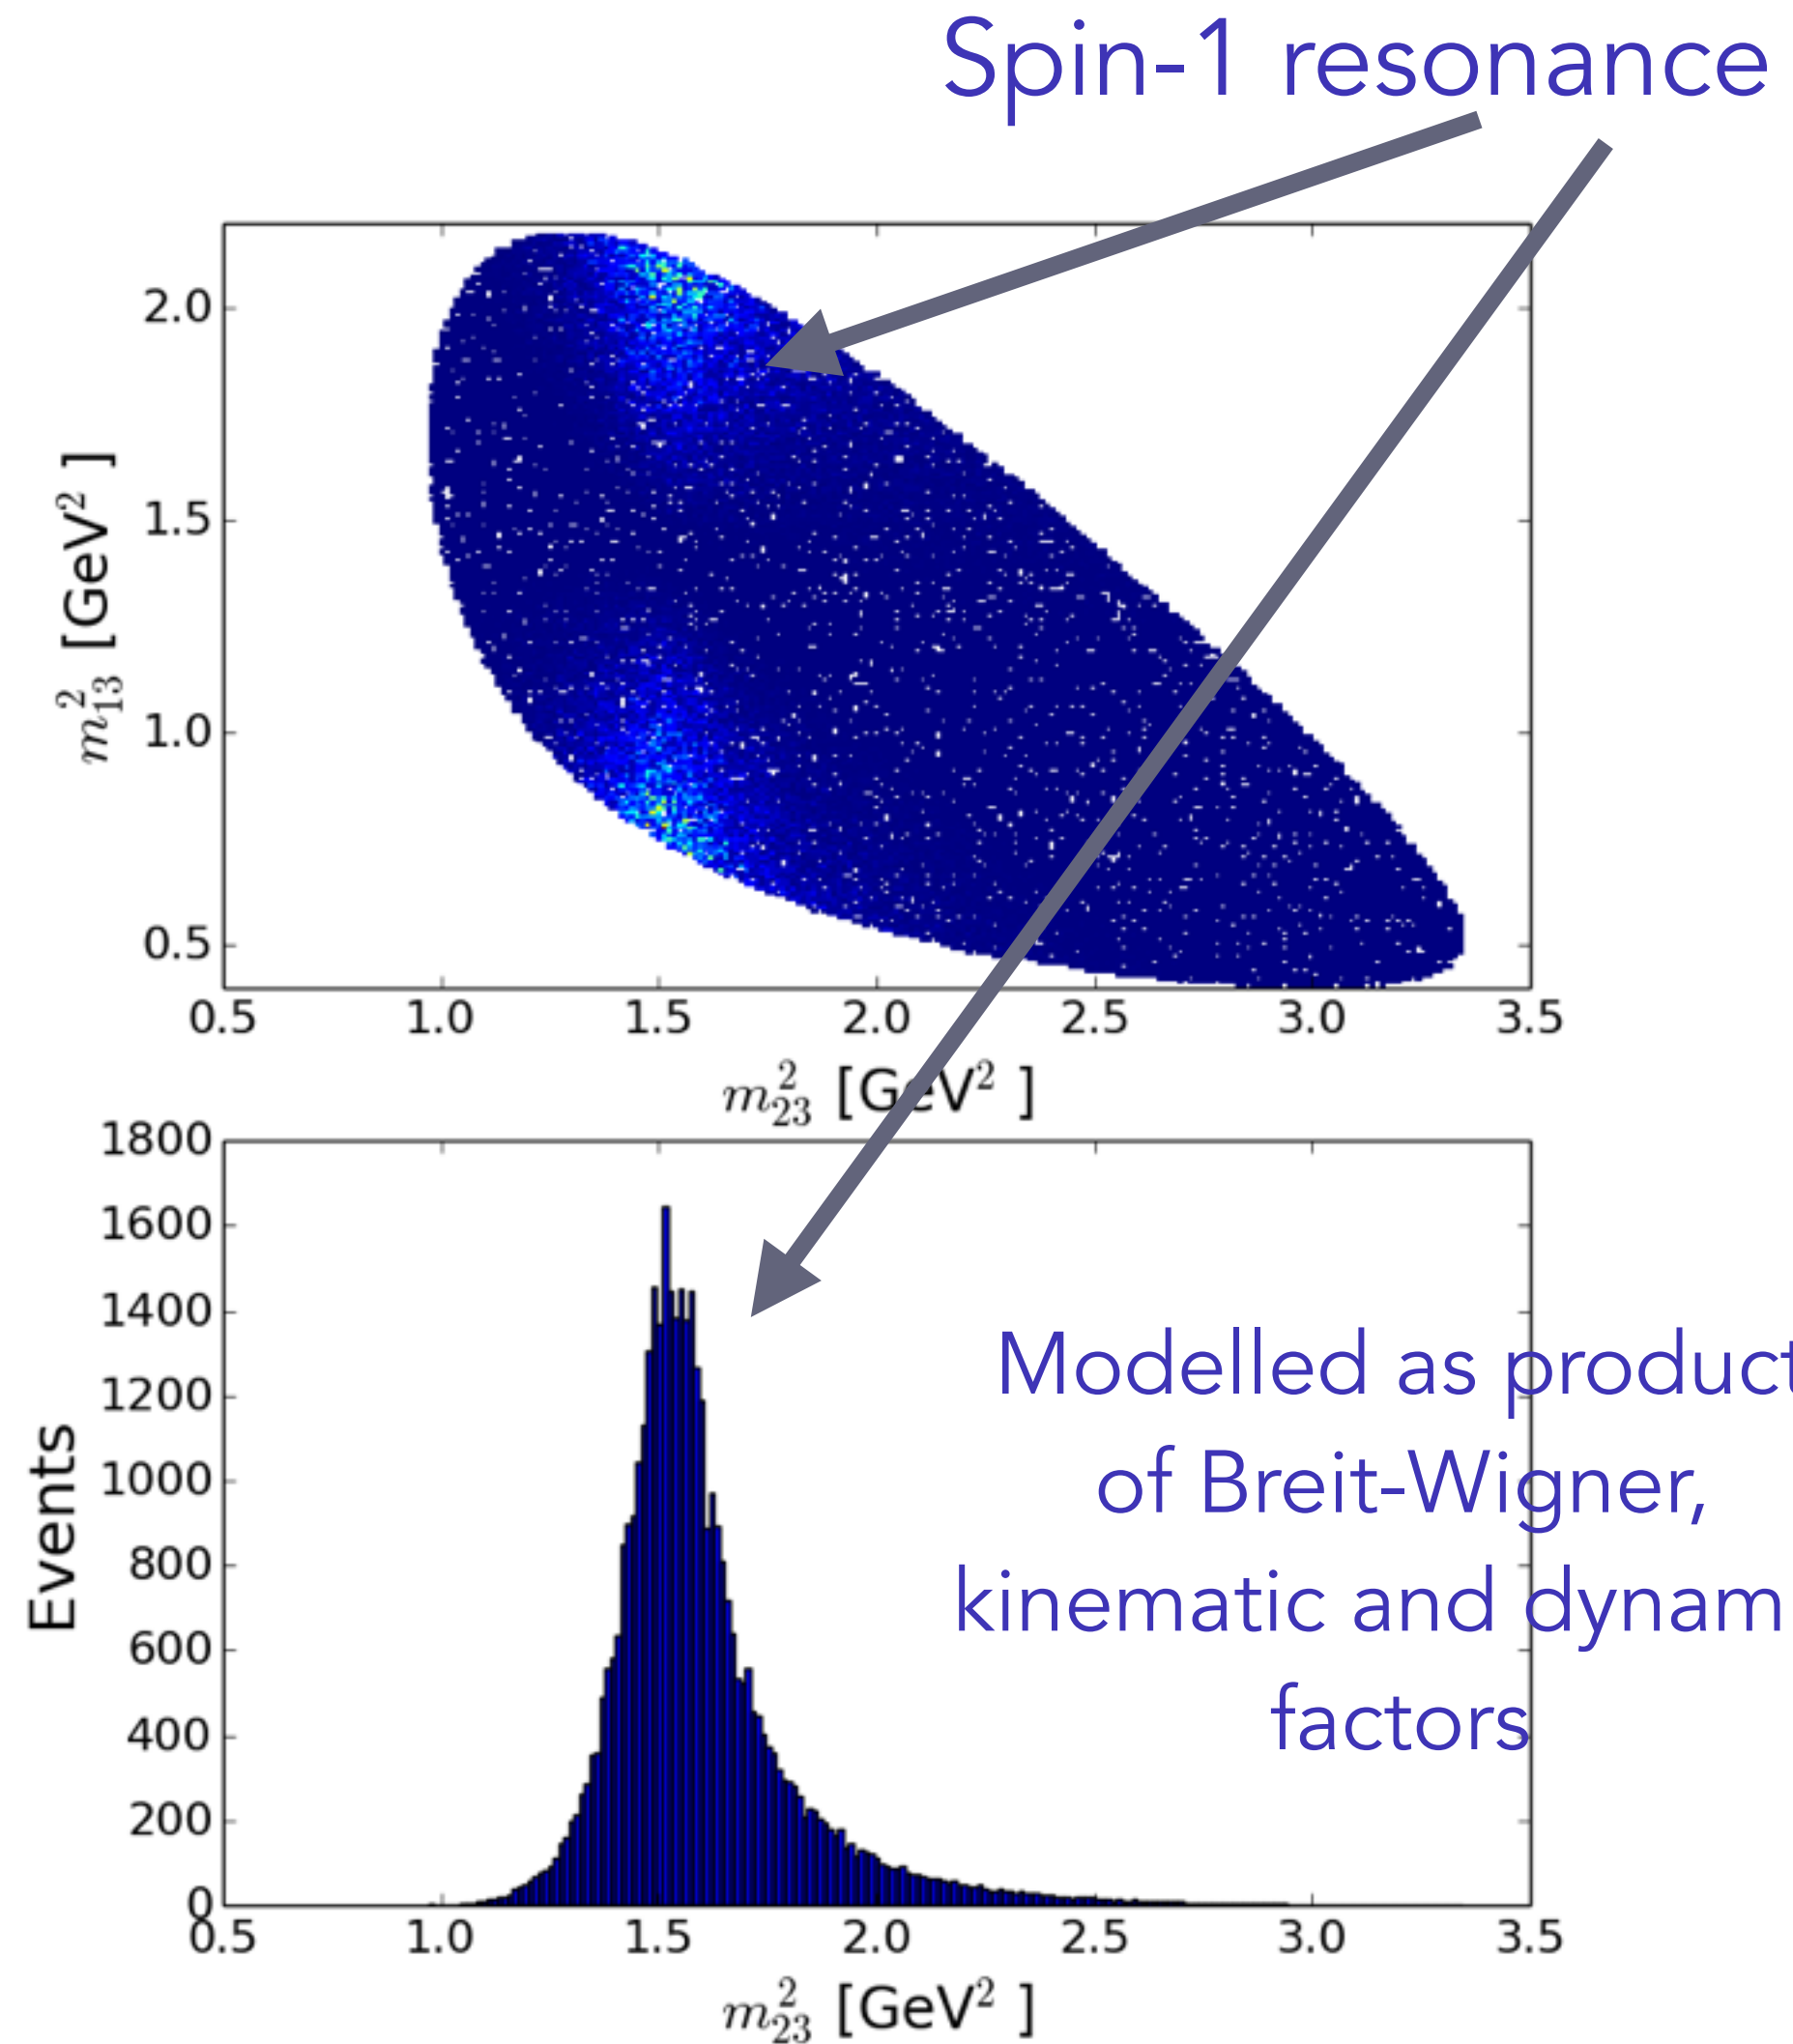 Spin-1 resonance
2.0
1.5
1.0
0.5
m²₁₃ [GeV²]
0.5 1.0 1.5 2.0 2.5 3.0 3.5
m²₂₃ [GeV²]
1800
1600
1400
1200
1000
800
600
400
200
0
Events
Modelled as product
of Breit-Wigner,
kinematic and dynam
factors
0.5 1.0 1.5 2.0 2.5 3.0 3.5
m²₂₃ [GeV²]